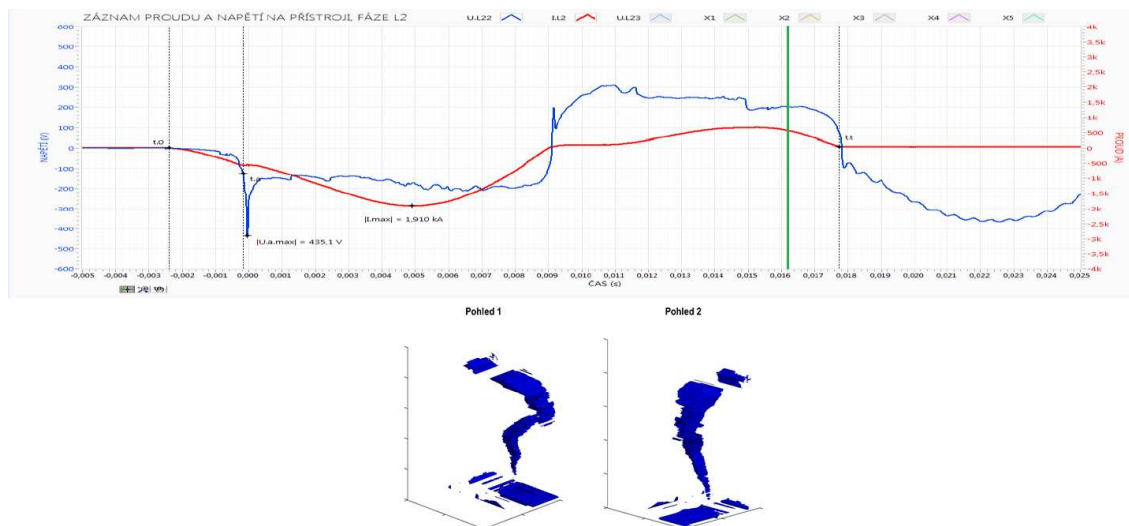 ZÁZNAM PROUDU A NAPĚTÍ NA PŘÍSTROJI, FÁZE L2 U.L22 I.L2 U.L23 X1 X2 X3 X4 X5
NAPĚTÍ (V)
600
500
400
300
200
100
0
-100
-200
-300
-400
-500
-600
t.0
|U.a.max| = 435,1 V
|I.max| = 1,910 kA
t.t
4k
3,5k
3k
2,5k
2k
1,5k
1k
500
0
-500
-1k
-1,5k
-2k
-2,5k
-3k
-3,5k
-4k
PROUD (A)
-0,005 -0,004 -0,003 -0,002 -0,001 0,000 0,001 0,002 0,003 0,004 0,005 0,006 0,007 0,008 0,009 0,010 0,011 0,012 0,013 0,014 0,015 0,016 0,017 0,018 0,019 0,020 0,021 0,022 0,023 0,024 0,025
ČAS (s)
Pohled 1 Pohled 2